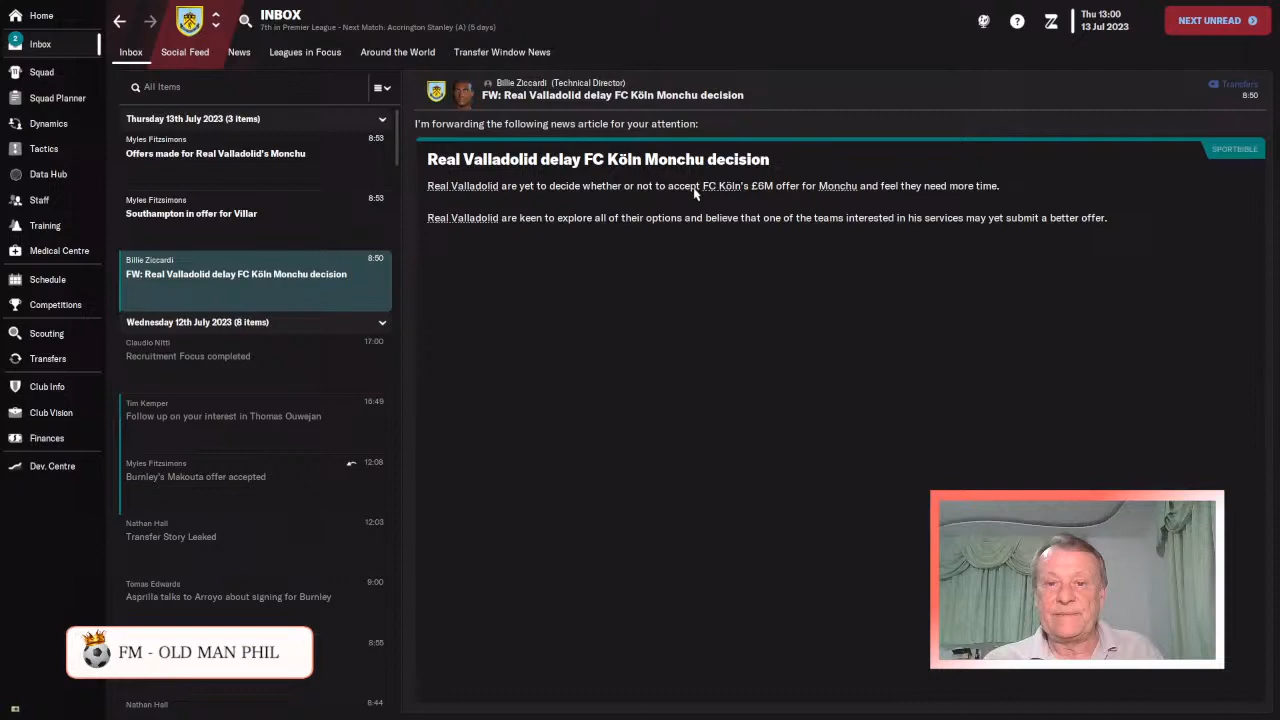 Home
2
Inbox
Squad
Squad Planner
Dynamics
Tactics
Data Hub
Staff
Training
Medical Centre
Schedule
Competitions
Scouting
Transfers
Club Info
Club Vision
Finances
Dev. Centre
INBOX
7th in Premier League - Next Match: Accrington Stanley (A) (5 days)
?
Thu 13:00
13 Jul 2023
NEXT UNREAD
Inbox
Social Feed
News
Leagues in Focus
Around the World
Transfer Window News
All Items
Thursday 13th July 2023 (3 items)
Myles Fitzsimons 8:53
Offers made for Real Valladolid's Monchu
Myles Fitzsimons 8:53
Southampton in offer for Villar
Billie Ziccardi 8:50
FW: Real Valladolid delay FC Köln Monchu decision
Wednesday 12th July 2023 (8 items)
Claudio Nitti 17:00
Recruitment Focus completed
Tim Kemper 16:49
Follow up on your interest in Thomas Ouwejan
Myles Fitzsimons 12:08
Burnley's Makouta offer accepted
Nathan Hall 12:03
Transfer Story Leaked
Tomas Edwards 9:00
Asprilla talks to Arroyo about signing for Burnley
8:55
Nathan Hall 8:44
Billie Ziccardi (Technical Director)
FW: Real Valladolid delay FC Köln Monchu decision
Transfers
8:50
I'm forwarding the following news article for your attention:
SPORTBIBLE
Real Valladolid delay FC Köln Monchu decision
Real Valladolid are yet to decide whether or not to accept FC Köln's £6M offer for Monchu and feel they need more time.
Real Valladolid are keen to explore all of their options and believe that one of the teams interested in his services may yet submit a better offer.
FM - OLD MAN PHIL